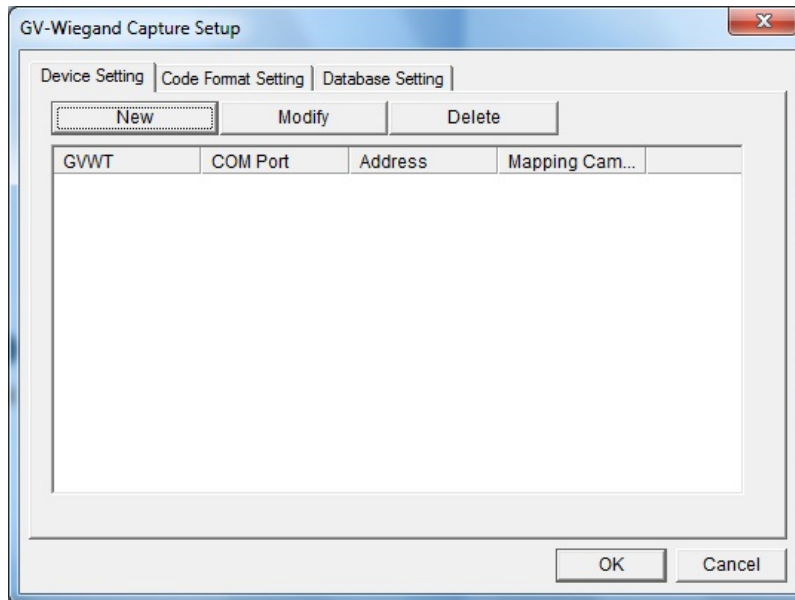 GV-Wiegand Capture Setup
x
Device Setting Code Format Setting Database Setting
New Modify Delete
GVWT COM Port Address Mapping Cam...
OK Cancel